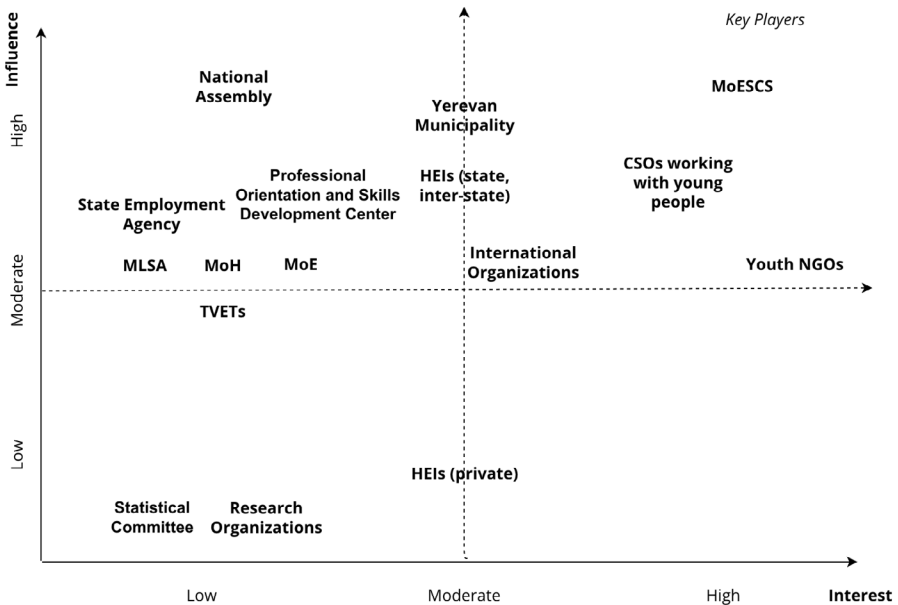 Influence
Key Players
High
Moderate
Low
National
Assembly
MoESCS
Yerevan
Municipality
CSOs working
with young
people
Professional
Orientation and Skills
Development Center
HEIs (state,
inter-state)
State Employment
Agency
MLSA
MoH
MoE
International
Organizations
Youth NGOs
TVETs
HEIs (private)
Statistical
Committee
Research
Organizations
Low
Moderate
High
Interest